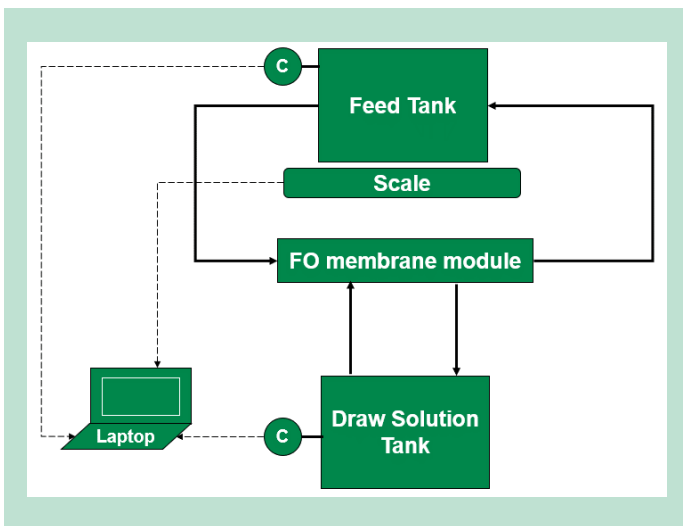 C
Feed Tank
Scale
FO membrane module
Draw Solution
Tank
C
Laptop